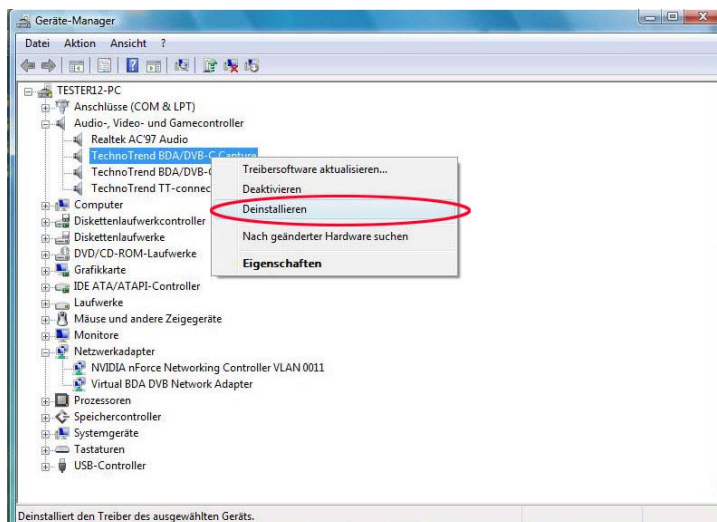 Geräte-Manager
Datei Aktion Ansicht ?
TESTER12-PC
Anschlüsse (COM & LPT)
Audio-, Video- und Gamecontroller
Realtek AC'97 Audio
TechnoTrend BDA/DVB-C Capture
TechnoTrend BDA/DVB-
TechnoTrend TT-connec
Computer
Diskettenlaufwerkcontroller
Diskettenlaufwerke
DVD/CD-ROM-Laufwerke
Grafikkarte
IDE ATA/ATAPI-Controller
Laufwerke
Mäuse und andere Zeigegeräte
Monitore
Netzwerkadapter
NVIDIA nForce Networking Controller VLAN 0011
Virtual BDA DVB Network Adapter
Prozessoren
Speichercontroller
Systemgeräte
Tastaturen
USB-Controller
Treibersoftware aktualisieren...
Deaktivieren
Deinstallieren
Nach geänderter Hardware suchen
Eigenschaften
Deinstalliert den Treiber des ausgewählten Geräts.